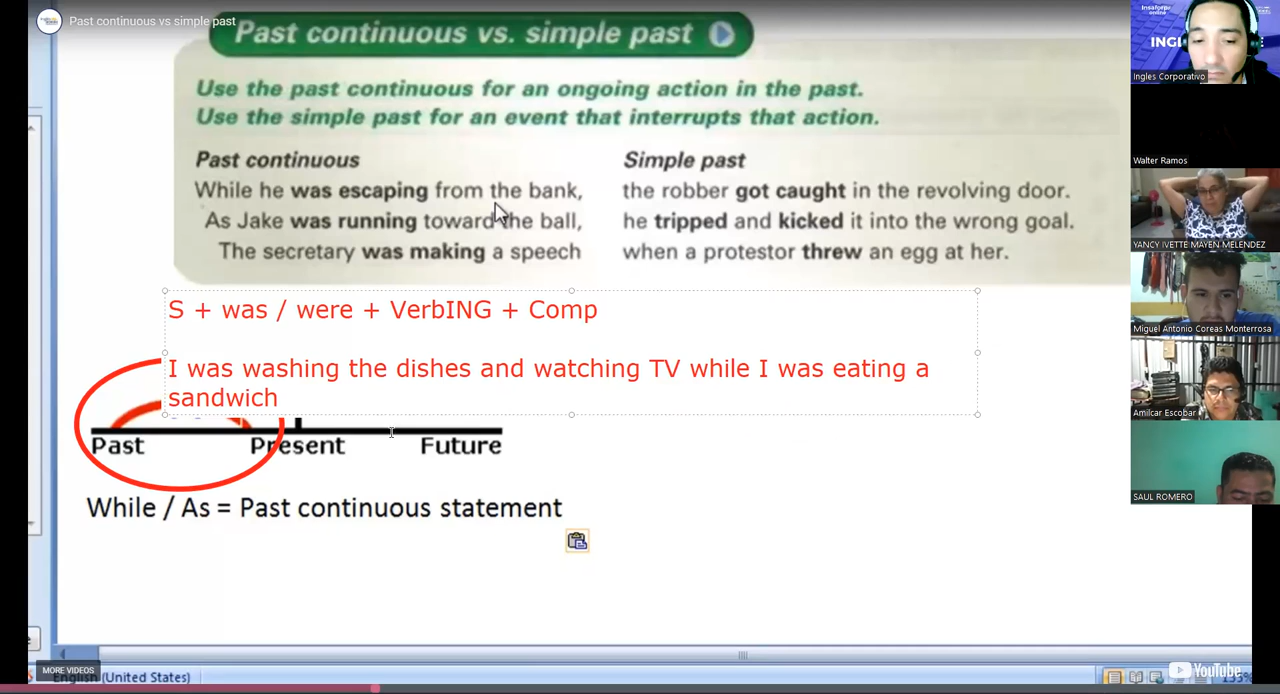 Past continuous vs simple past
Past continuous vs. simple past
Use the past continuous for an ongoing action in the past.
Use the simple past for an event that interrupts that action.
Past continuous
Simple past
While he was escaping from the bank,
the robber got caught in the revolving door.
As Jake was running toward the ball,
he tripped and kicked it into the wrong goal.
The secretary was making a speech
when a protestor threw an egg at her.
S + was / were + VerbING + Comp
I was washing the dishes and watching TV while I was eating a
sandwich
Past
Present
Future
While / As = Past continuous statement
Insaforp
online
INGL
Ingles Corporativo
Walter Ramos
YANCY IVETTE MAYEN MELENDEZ
Miguel Antonio Coreas Monterrosa
Amilcar Escobar
SAUL ROMERO
MORE VIDEOS
English (United States)
YouTube